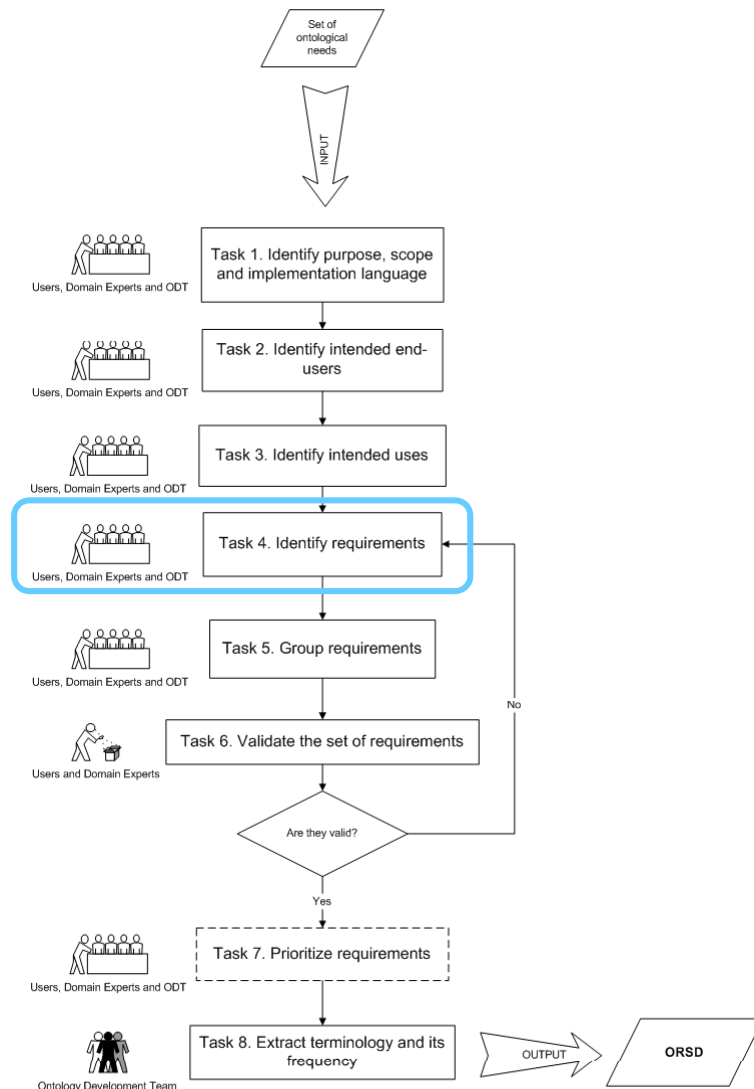 Set of
ontological
needs
INPUT
Task 1. Identify purpose, scope
and implementation language
Users, Domain Experts and ODT
Task 2. Identify intended end-
users
Users, Domain Experts and ODT
Task 3. Identify intended uses
Users, Domain Experts and ODT
Task 4. Identify requirements
Users, Domain Experts and ODT
Task 5. Group requirements
Users, Domain Experts and ODT
No
Task 6. Validate the set of requirements
Users and Domain Experts
Are they valid?
Yes
Task 7. Prioritize requirements
Users, Domain Experts and ODT
Task 8. Extract terminology and its
frequency
Ontology Development Team
OUTPUT
ORSD